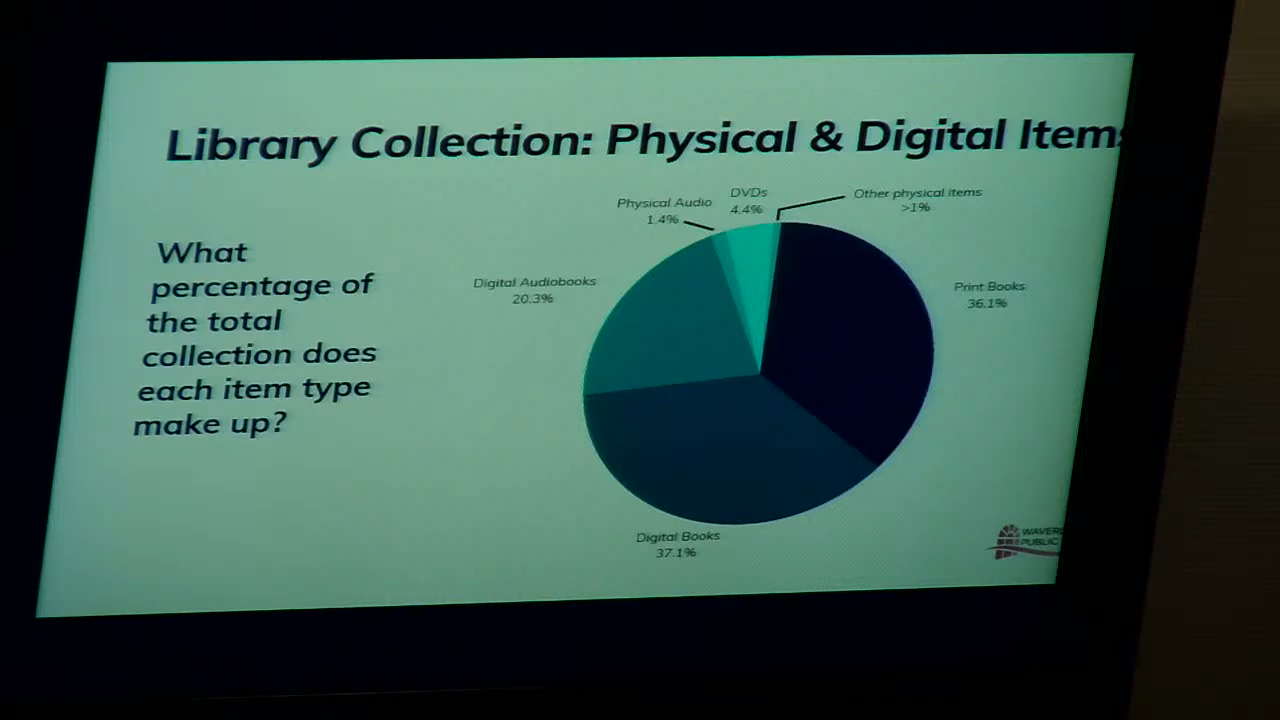 Library Collection: Physical & Digital Items
What
percentage of
the total
collection does
each item type
make up?
Physical Audio
1.4%
DVDs
4.4%
Other physical items
>1%
Digital Audiobooks
20.3%
Print Books
36.1%
Digital Books
37.1%
PUBLIC